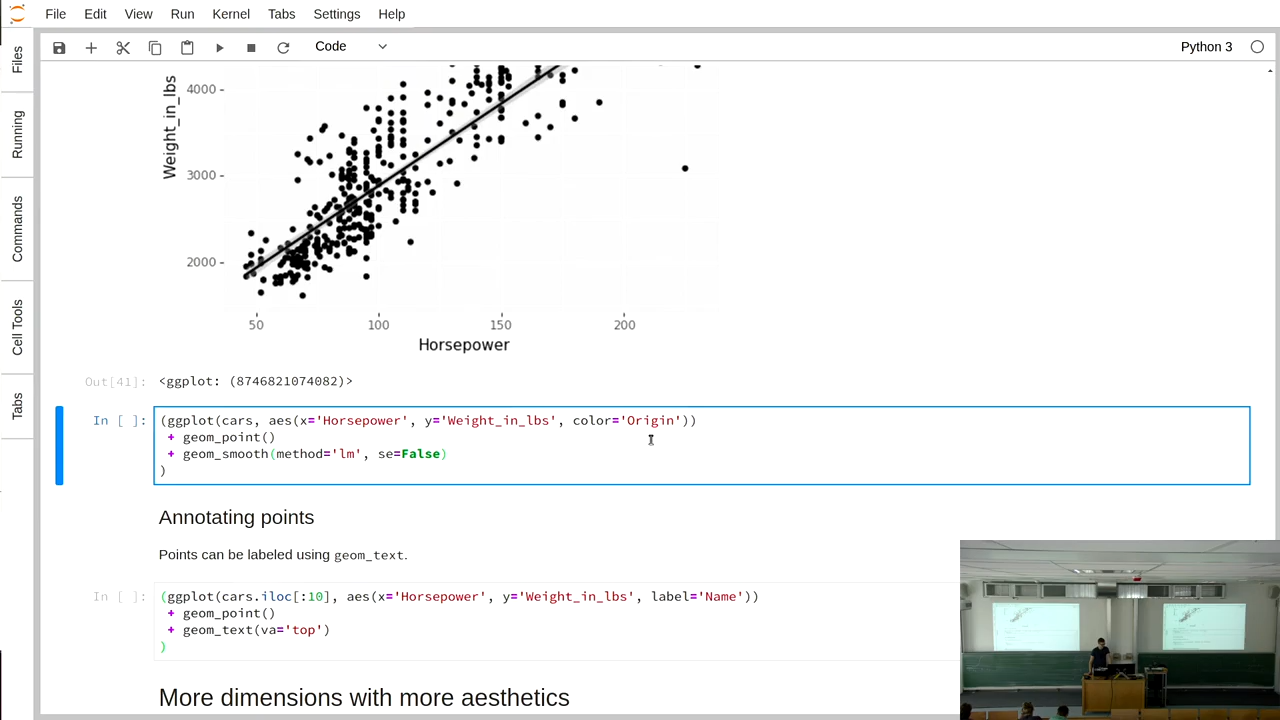 File Edit View Run Kernel Tabs Settings Help
Code
Python 3
Files
Running
Commands
Cell Tools
Tabs
Weight_in_lbs
4000
3000
2000
50 100 150 200
Horsepower
Out[41]: <ggplot: (8746821074082)>
In [ ]: (ggplot(cars, aes(x='Horsepower', y='Weight_in_lbs', color='Origin'))
+ geom_point()
+ geom_smooth(method='lm', se=False)
)
Annotating points
Points can be labeled using geom_text.
In [ ]: (ggplot(cars.iloc[:10], aes(x='Horsepower', y='Weight_in_lbs', label='Name'))
+ geom_point()
+ geom_text(va='top')
)
More dimensions with more aesthetics